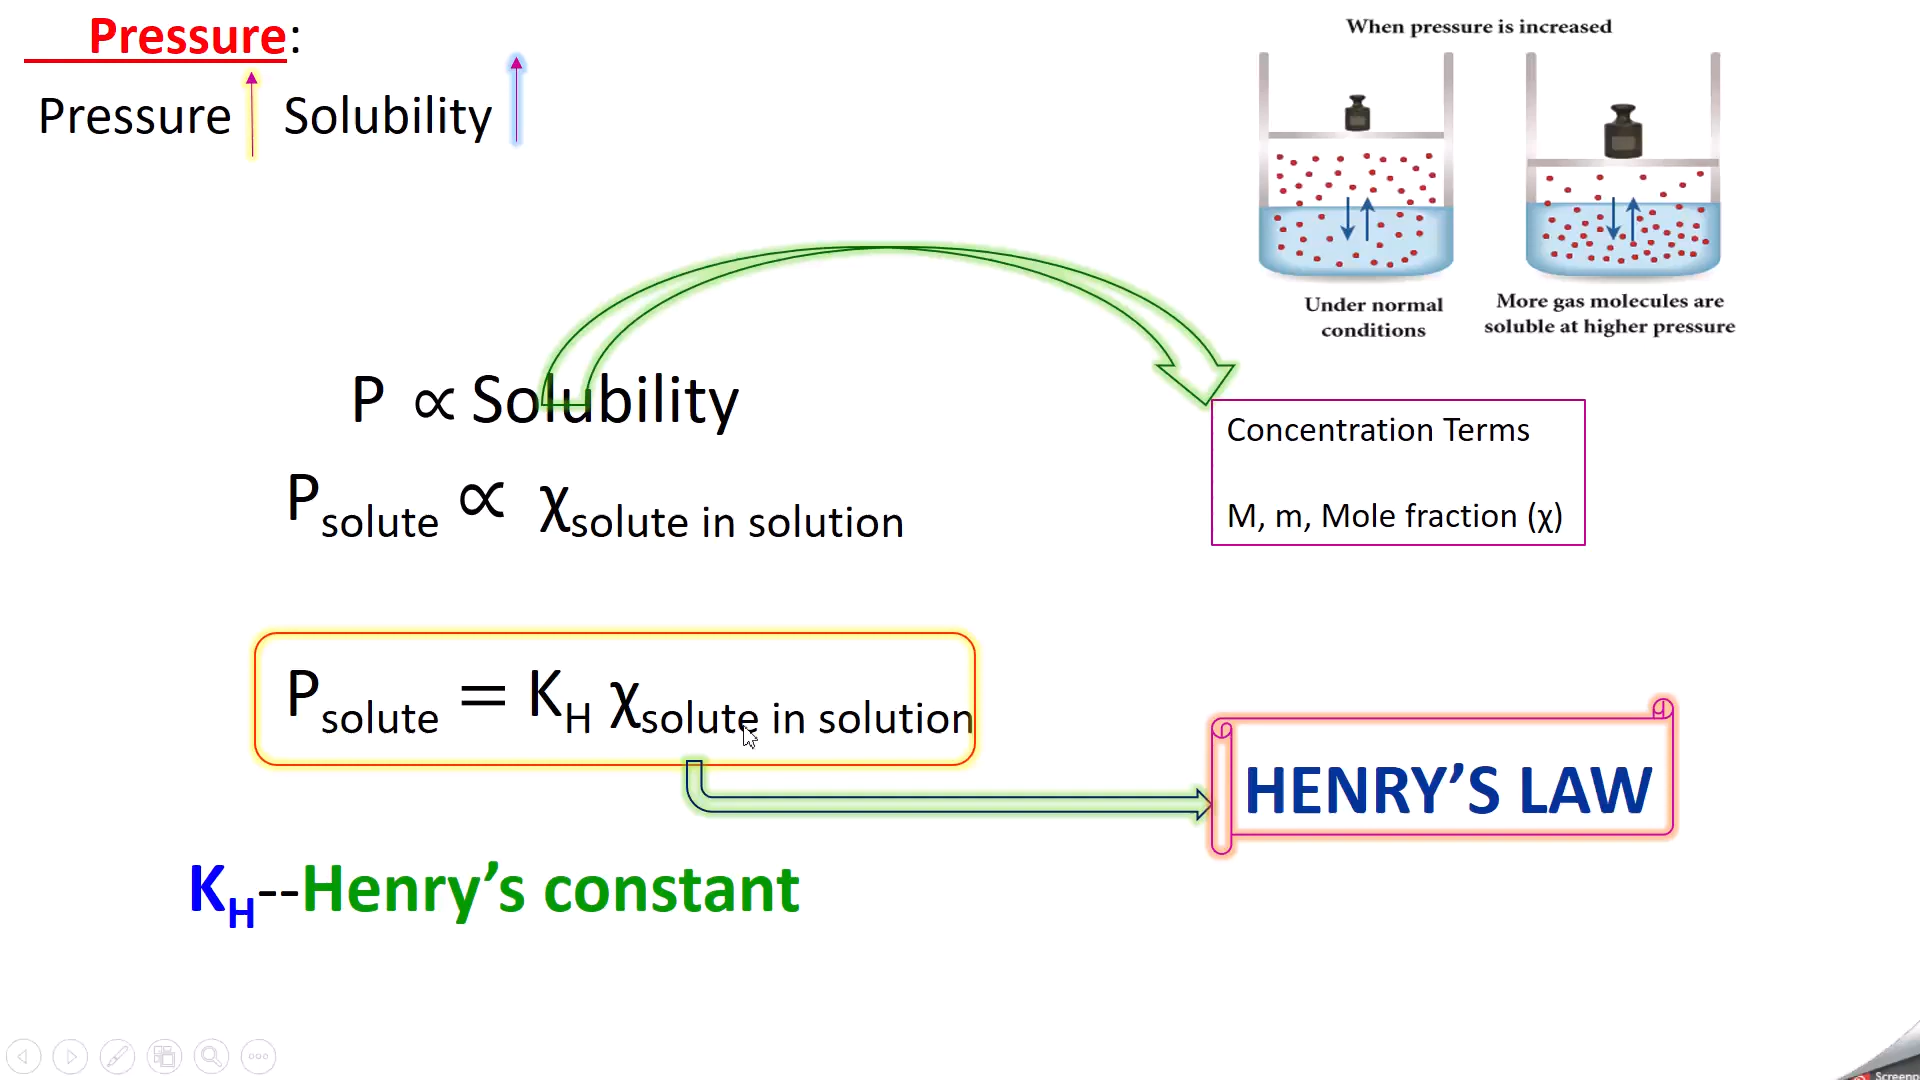 Pressure:
Pressure Solubility
When pressure is increased
Under normal
conditions
More gas molecules are
soluble at higher pressure
P ∝ Solubility
Concentration Terms
M, m, Mole fraction (χ)
Psolute ∝ χsolute in solution
Psolute = KH χsolute in solution
HENRY’S LAW
KH--Henry’s constant